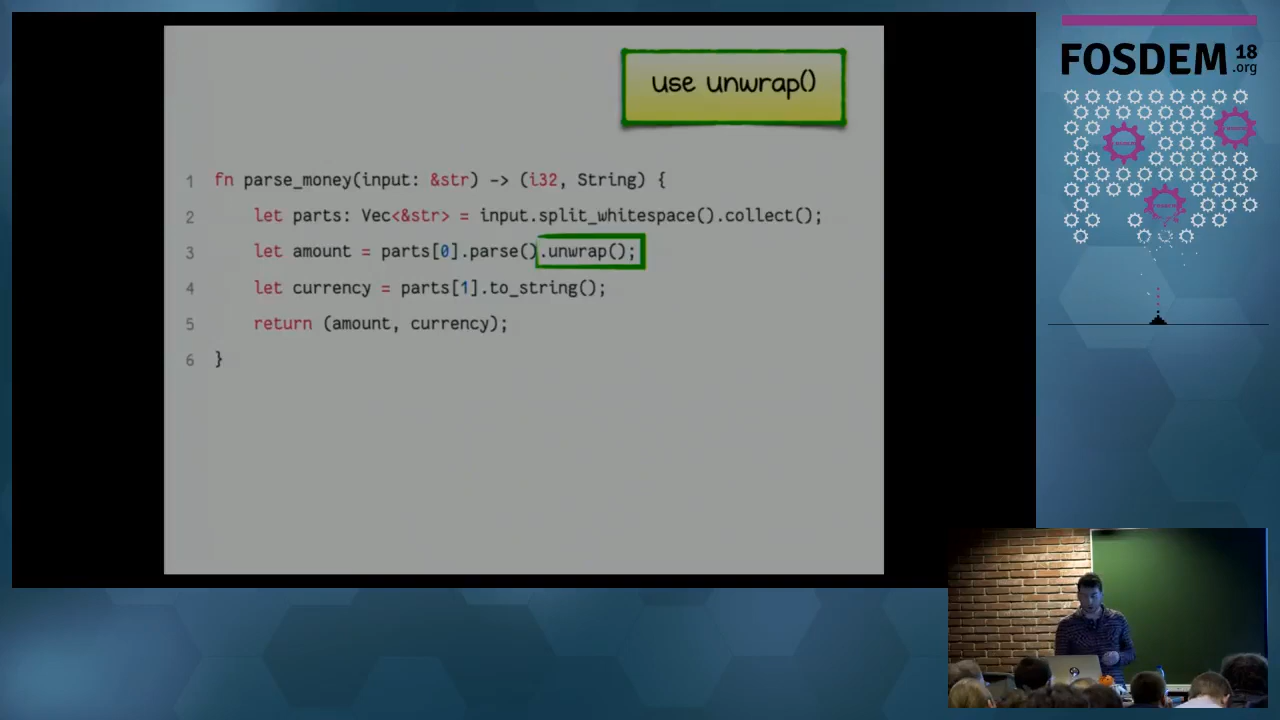 use unwrap()
1 fn parse_money(input: &str) -> (i32, String) {
2 let parts: Vec<&str> = input.split_whitespace().collect();
3 let amount = parts[0].parse().unwrap();
4 let currency = parts[1].to_string();
5 return (amount, currency);
6 }
FOSDEM 18
.org